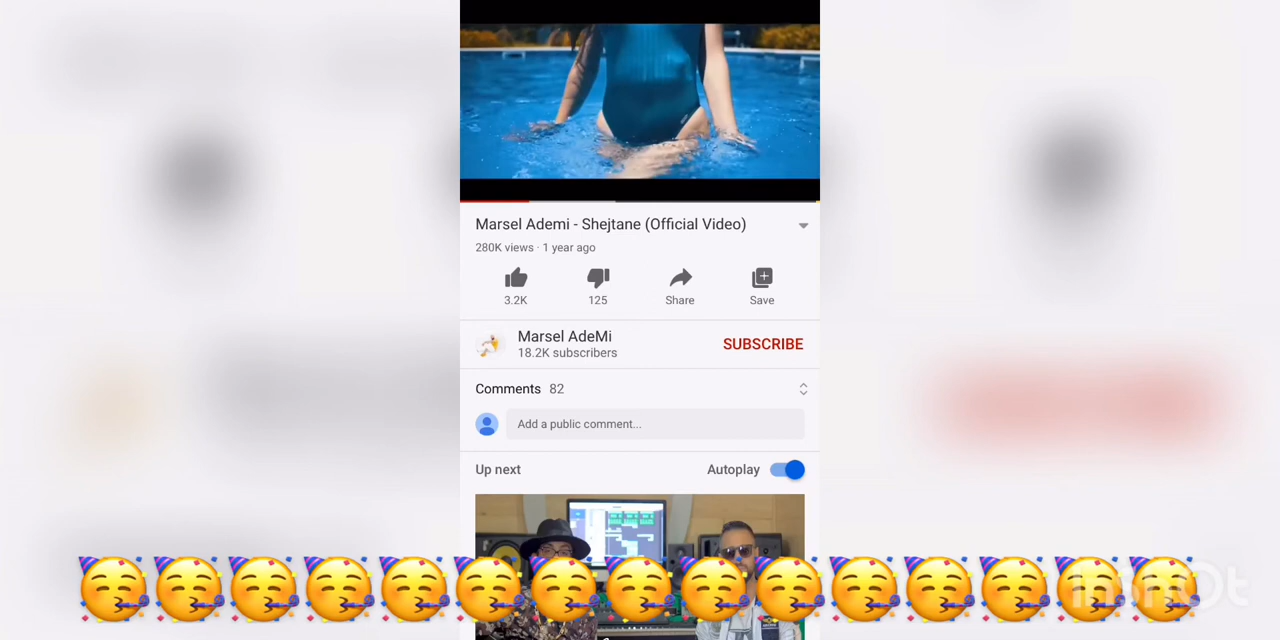 Marsel Ademi - Shejtane (Official Video)
280K views · 1 year ago
3.2K
125
Share
Save
Marsel AdeMi
18.2K subscribers
SUBSCRIBE
Comments 82
Add a public comment...
Up next
Autoplay
InShOt